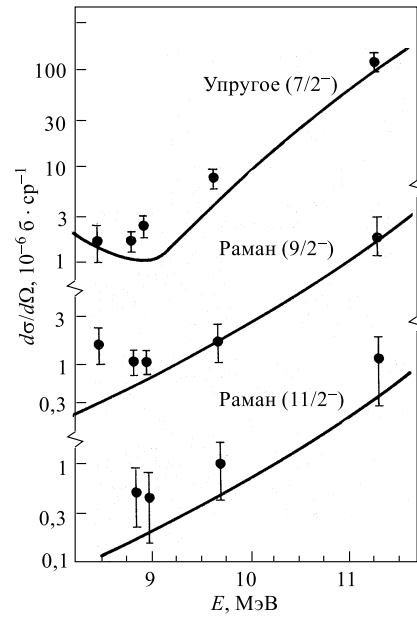 dσ/dΩ, 10⁻⁶ б · ср⁻¹
100
10
3
1
3
1
0,3
1
0.3
0,1
Упругое (7/2⁻)
Раман (9/2⁻)
Раман (11/2⁻)
9
10
11
E, МэВ